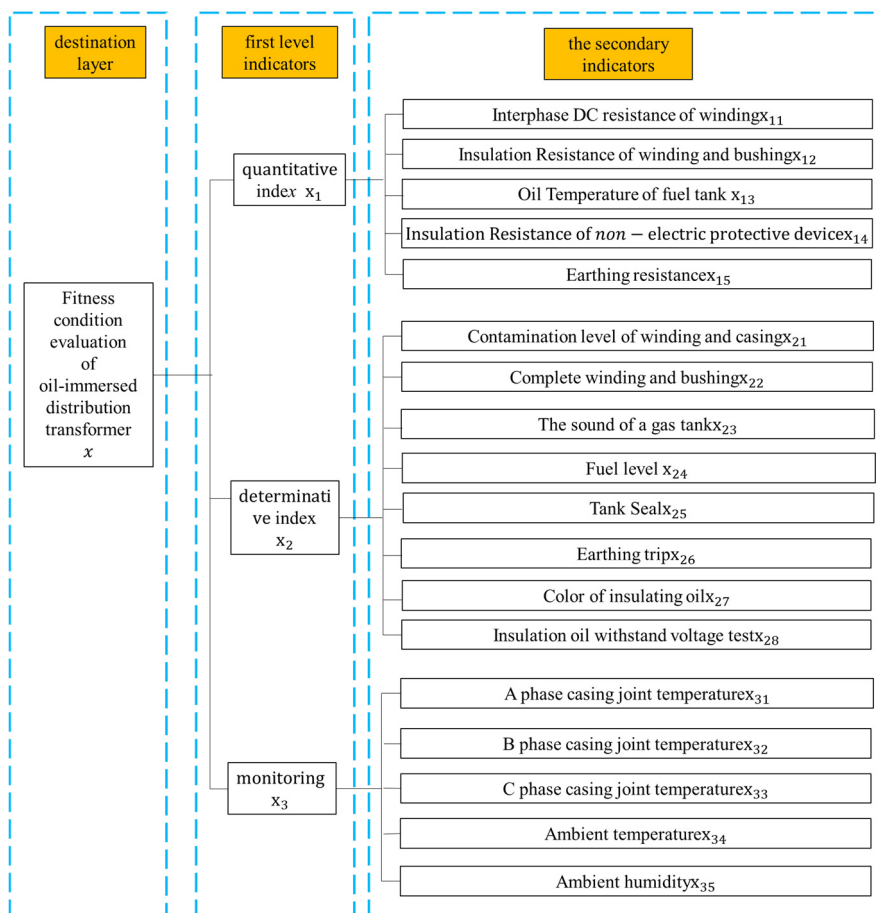 destination
layer
first level
indicators
the secondary
indicators
Fitness
condition
evaluation
of
oil-immersed
distribution
transformer
x
quantitative
index x₁
Interphase DC resistance of windingx₁₁
Insulation Resistance of winding and bushingx₁₂
Oil Temperature of fuel tank x₁₃
Insulation Resistance of non − electric protective devicex₁₄
Earthing resistancex₁₅
determinati
ve index
x₂
Contamination level of winding and casingx₂₁
Complete winding and bushingx₂₂
The sound of a gas tankx₂₃
Fuel level x₂₄
Tank Sealx₂₅
Earthing tripx₂₆
Color of insulating oilx₂₇
Insulation oil withstand voltage testx₂₈
monitoring
x₃
A phase casing joint temperaturex₃₁
B phase casing joint temperaturex₃₂
C phase casing joint temperaturex₃₃
Ambient temperaturex₃₄
Ambient humidityx₃₅